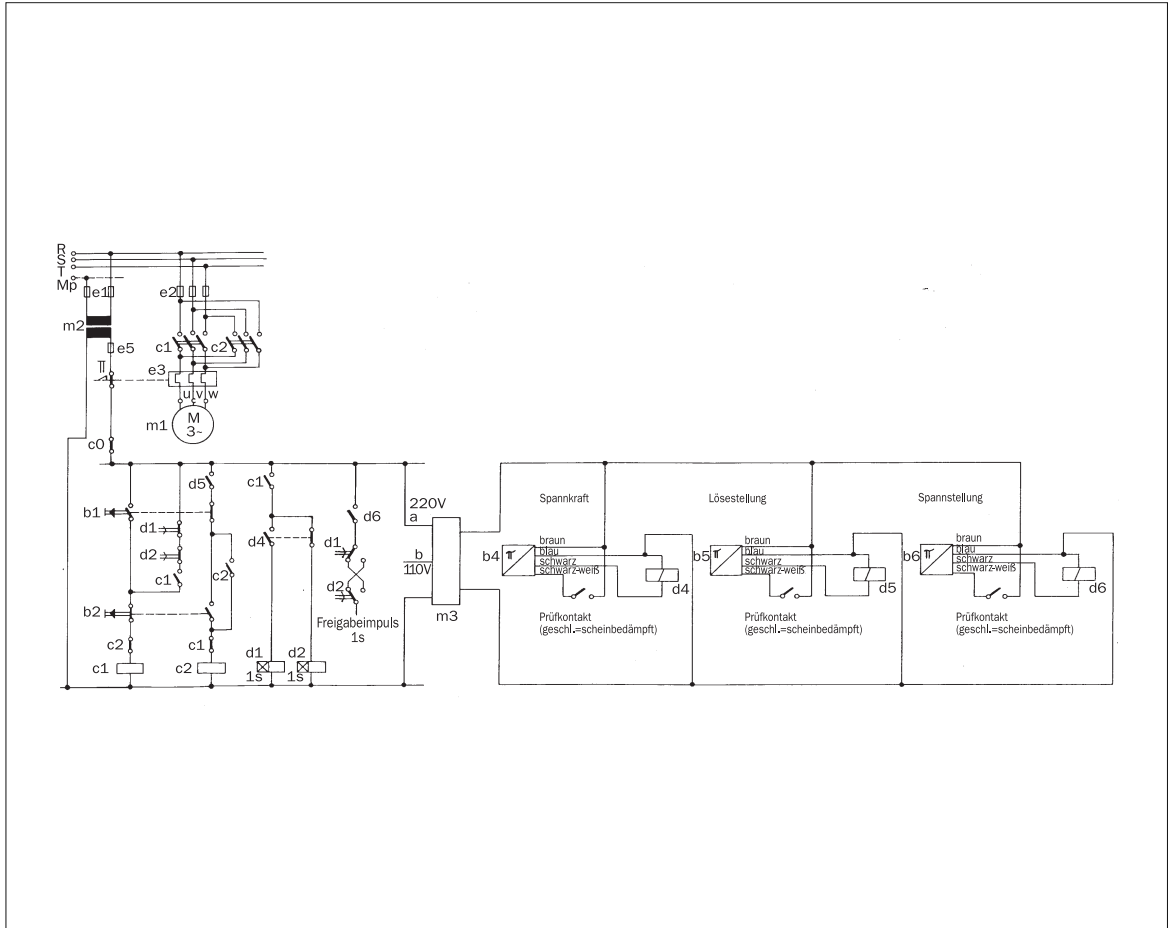 R
S
T
Mp
e1
e2
m2
e5
c1
c2
e3
u v w
m1
M
3~
c0
d5
c1
b1
d1
d2
c1
c2
b2
c2
c1
c1
c2
d4
d1
1s
d2
1s
d6
d1
d2
Freigabeimpuls
1s
220V
a
b
110V
m3
Spannkraft
b4
braun
blau
schwarz
schwarz-weiß
d4
Prüfkontakt
(geschl.=scheinbedämpft)
Lösestellung
b5
braun
blau
schwarz
schwarz-weiß
d5
Prüfkontakt
(geschl.=scheinbedämpft)
Spannstellung
b6
braun
blau
schwarz
schwarz-weiß
d6
Prüfkontakt
(geschl.=scheinbedämpft)